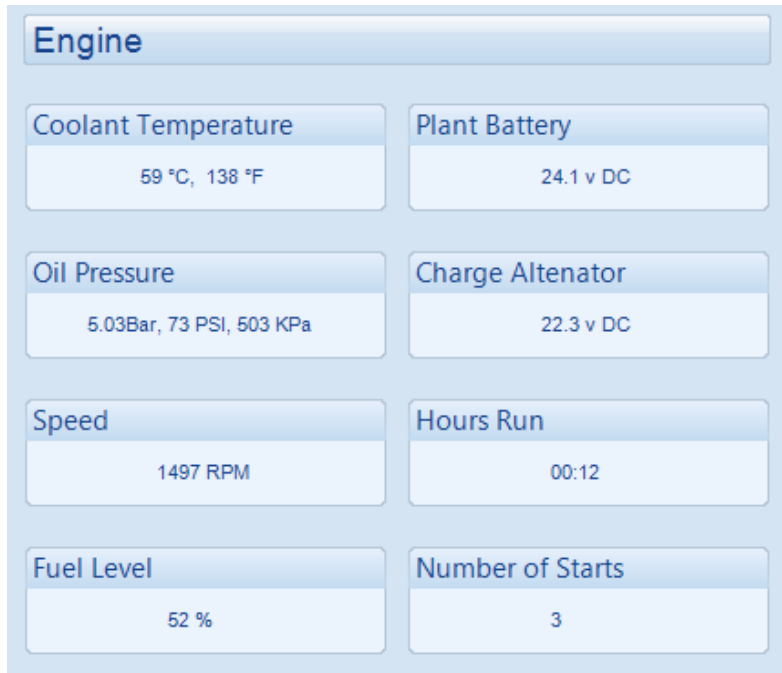 Engine
Coolant Temperature
59 °C,  138 °F
Plant Battery
24.1 v DC
Oil Pressure
5.03Bar, 73 PSI, 503 KPa
Charge Altenator
22.3 v DC
Speed
1497 RPM
Hours Run
00:12
Fuel Level
52 %
Number of Starts
3